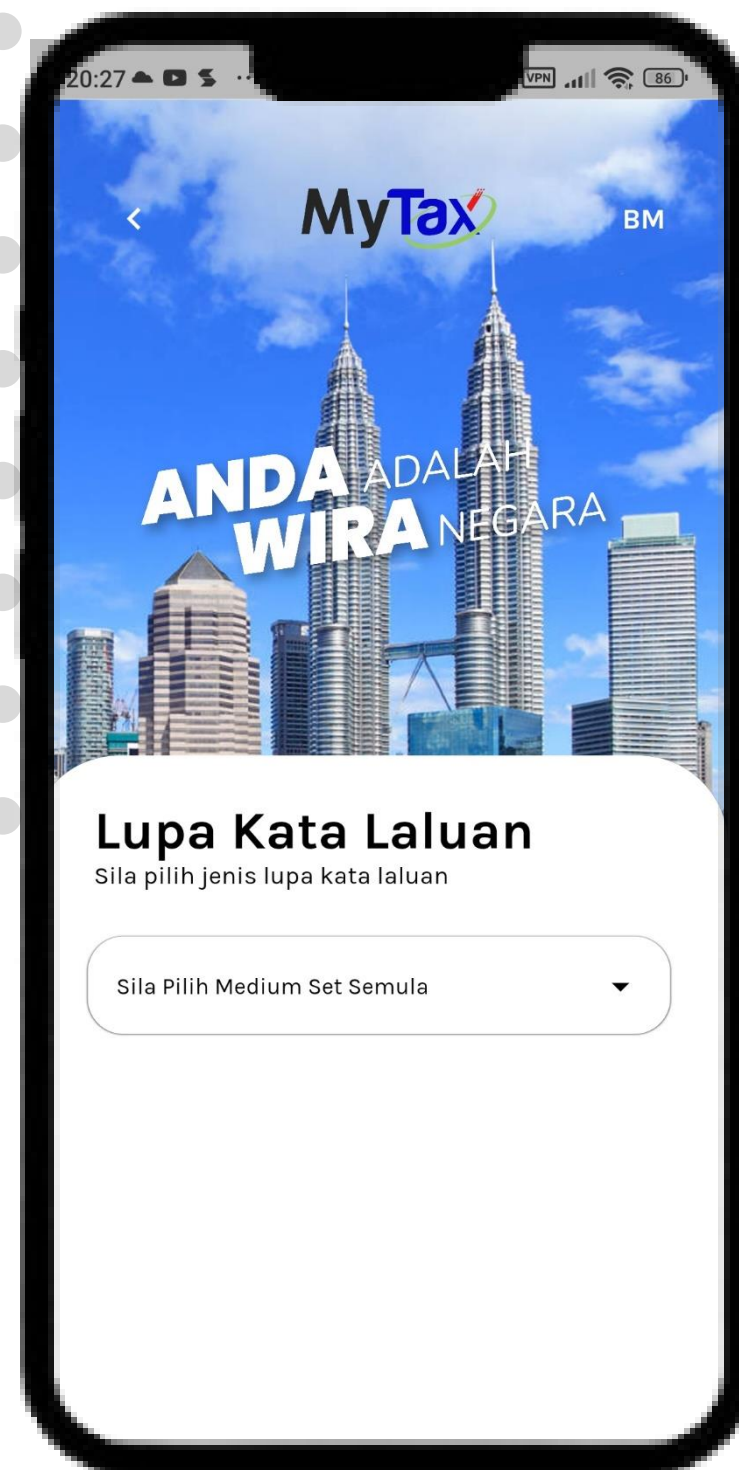 20:27
VPN
86
MyTax
BM
ANDA ADALAH
WIRA NEGARA
Lupa Kata Laluan
Sila pilih jenis lupa kata laluan
Sila Pilih Medium Set Semula